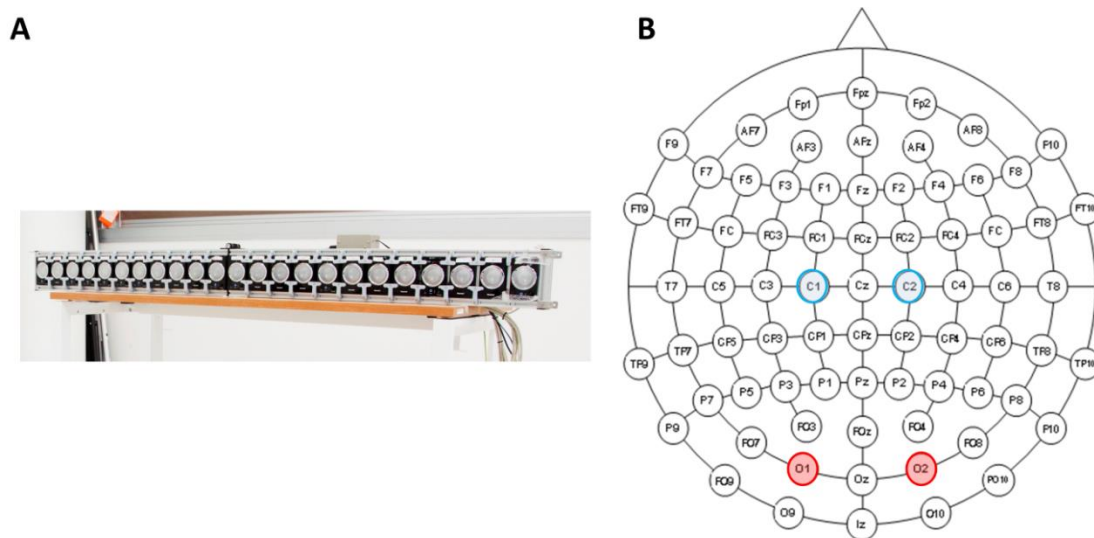 A
B
Fpz
Fp1
Fp2
AF7
AF8
AF3
AFz
AF4
F9
P10
F7
F5
F3
F1
Fz
F2
F4
F6
F8
FT9
FT7
FC
FC3
FC1
FCz
FC2
FC4
FC
FT8
FT10
T7
C5
C3
C1
Cz
C2
C4
C6
T8
TP9
TP7
CP5
CP3
CP1
CPz
CP2
CP4
CP6
TP8
TP10
P9
P7
P5
P3
P1
Pz
P2
P4
P6
P8
P10
PO7
PO3
POz
PO4
PO8
PO9
O1
Oz
O2
PO10
O9
Iz
O10